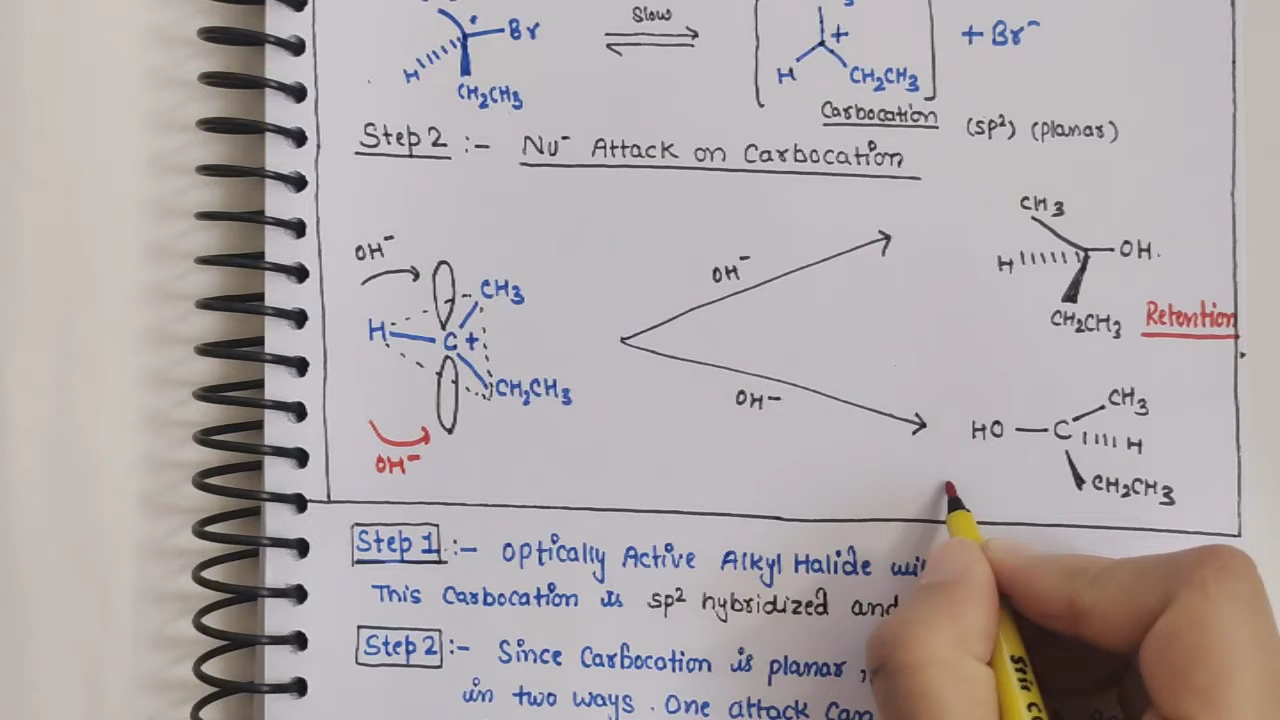 Slow
Br
+
+ Br⁻
H
H
CH₂CH₃
CH₂CH₃
Carbocation (sp²) (planar)
Step 2 :- Nu⁻ Attack on Carbocation
CH3
OH⁻
OH⁻
H
OH.
CH3
H
C+
CH₂CH₃
Retention
CH₂CH₃
OH⁻
CH3
HO
C
H
CH₂CH3
OH⁻
Step 1 :- Optically Active Alkyl Halide
This Carbocation is sp² hybridized and
Step 2 :- Since Carbocation is planar,
in two ways. One attack can